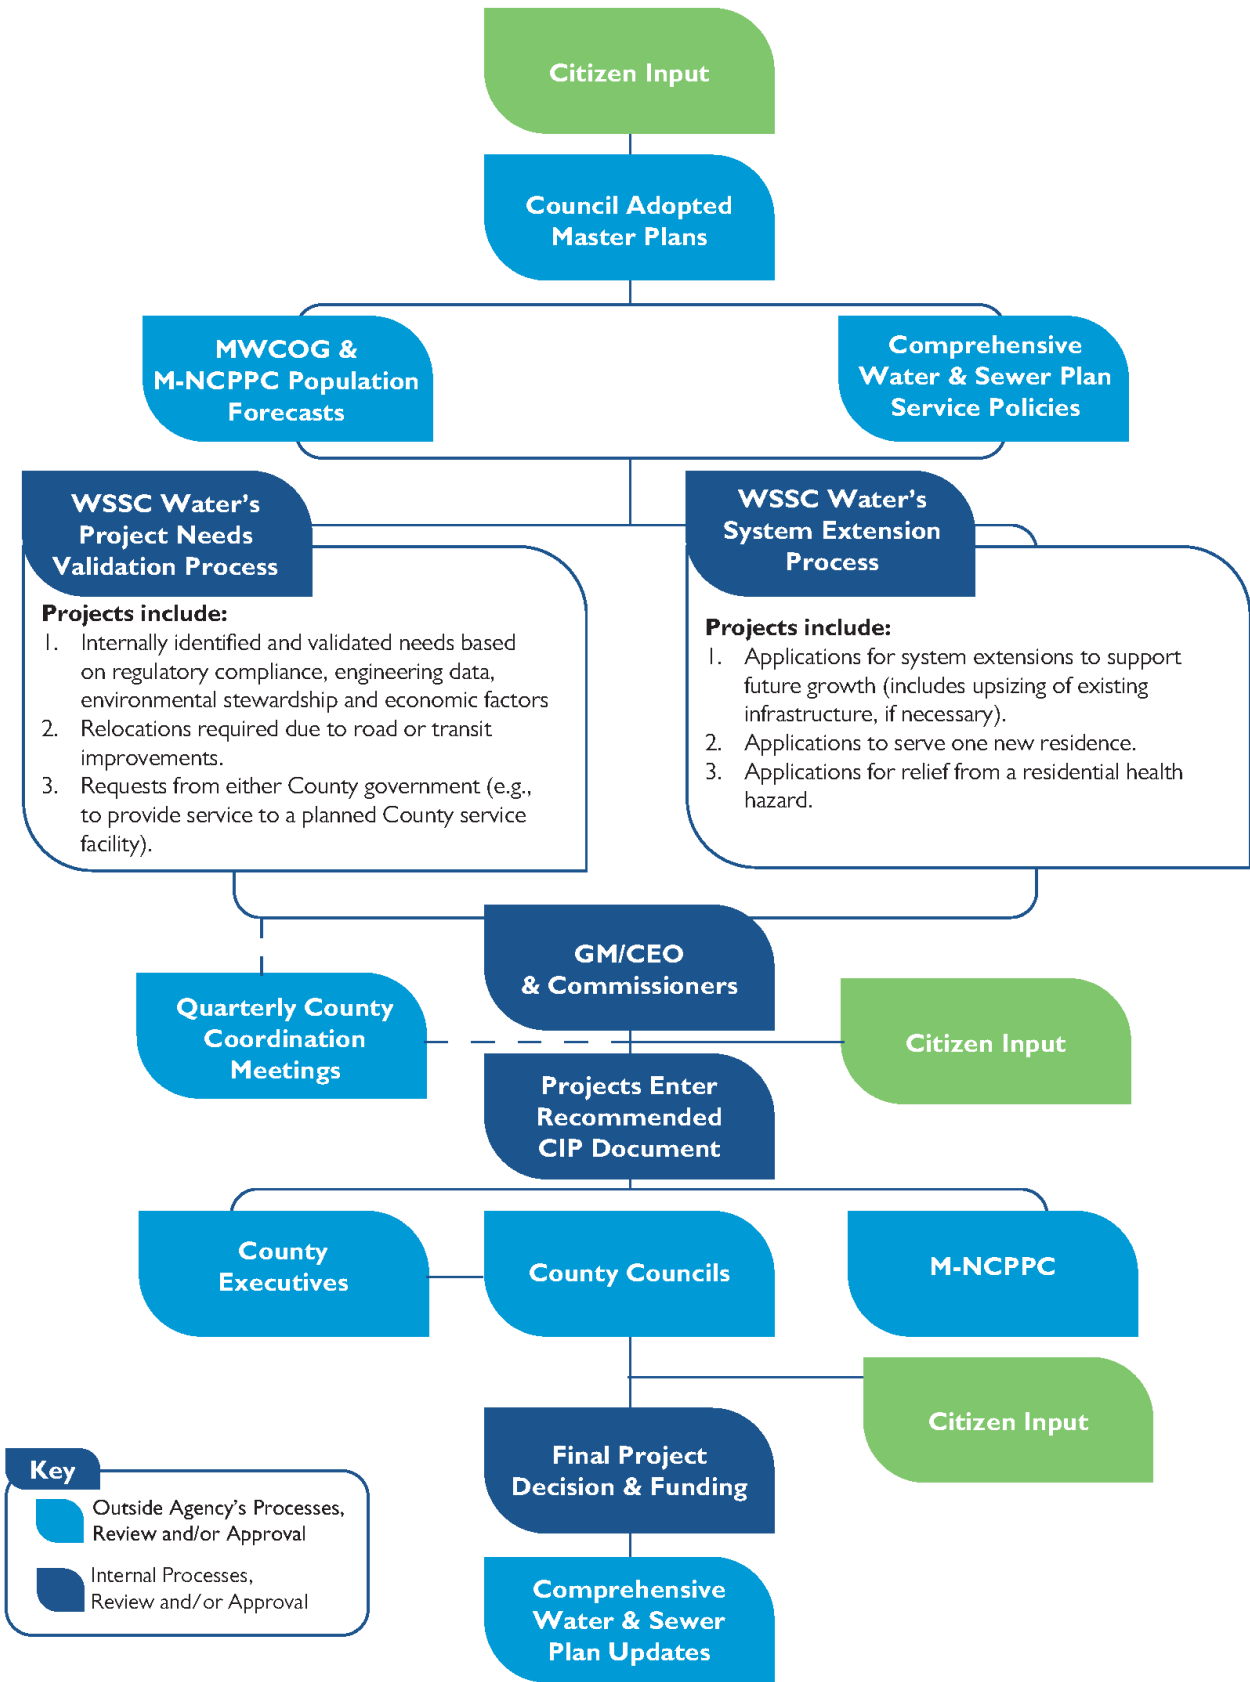 Citizen Input
Council Adopted
Master Plans
MWCOG &
M-NCPPC Population
Forecasts
Comprehensive
Water & Sewer Plan
Service Policies
WSSC Water's
Project Needs
Validation Process
Projects include:
1. Internally identified and validated needs based
on regulatory compliance, engineering data,
environmental stewardship and economic factors
2. Relocations required due to road or transit
improvements.
3. Requests from either County government (e.g.,
to provide service to a planned County service
facility).
WSSC Water's
System Extension
Process
Projects include:
1. Applications for system extensions to support
future growth (includes upsizing of existing
infrastructure, if necessary).
2. Applications to serve one new residence.
3. Applications for relief from a residential health
hazard.
GM/CEO
& Commissioners
Quarterly County
Coordination
Meetings
Citizen Input
Projects Enter
Recommended
CIP Document
County
Executives
County Councils
M-NCPPC
Citizen Input
Final Project
Decision & Funding
Comprehensive
Water & Sewer
Plan Updates
Key
Outside Agency's Processes,
Review and/or Approval
Internal Processes,
Review and/or Approval